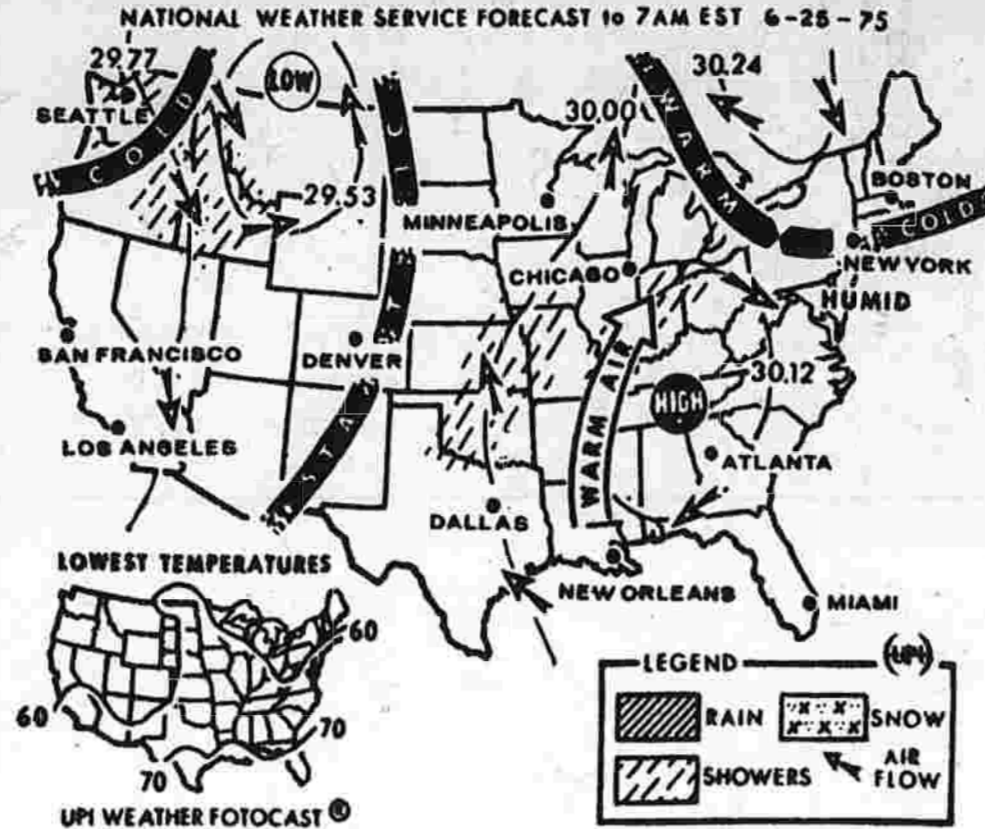 NATIONAL WEATHER SERVICE FORECAST to 7AM EST 6-25-75
29.77
LOW
30.24
SEATTLE
COLD
30.00
WARM
29.53
BOSTON
COLD
MINNEAPOLIS
NEW YORK
CHICAGO
HUMID
SAN FRANCISCO
DENVER
WARM AIR
30.12
HIGH
STATIC
LOS ANGELES
ATLANTA
DALLAS
LOWEST TEMPERATURES
NEW ORLEANS
MIAMI
60
LEGEND
(UPI)
RAIN
SNOW
60
70
SHOWERS
AIR
FLOW
70
UPI WEATHER FOTOCAST ®